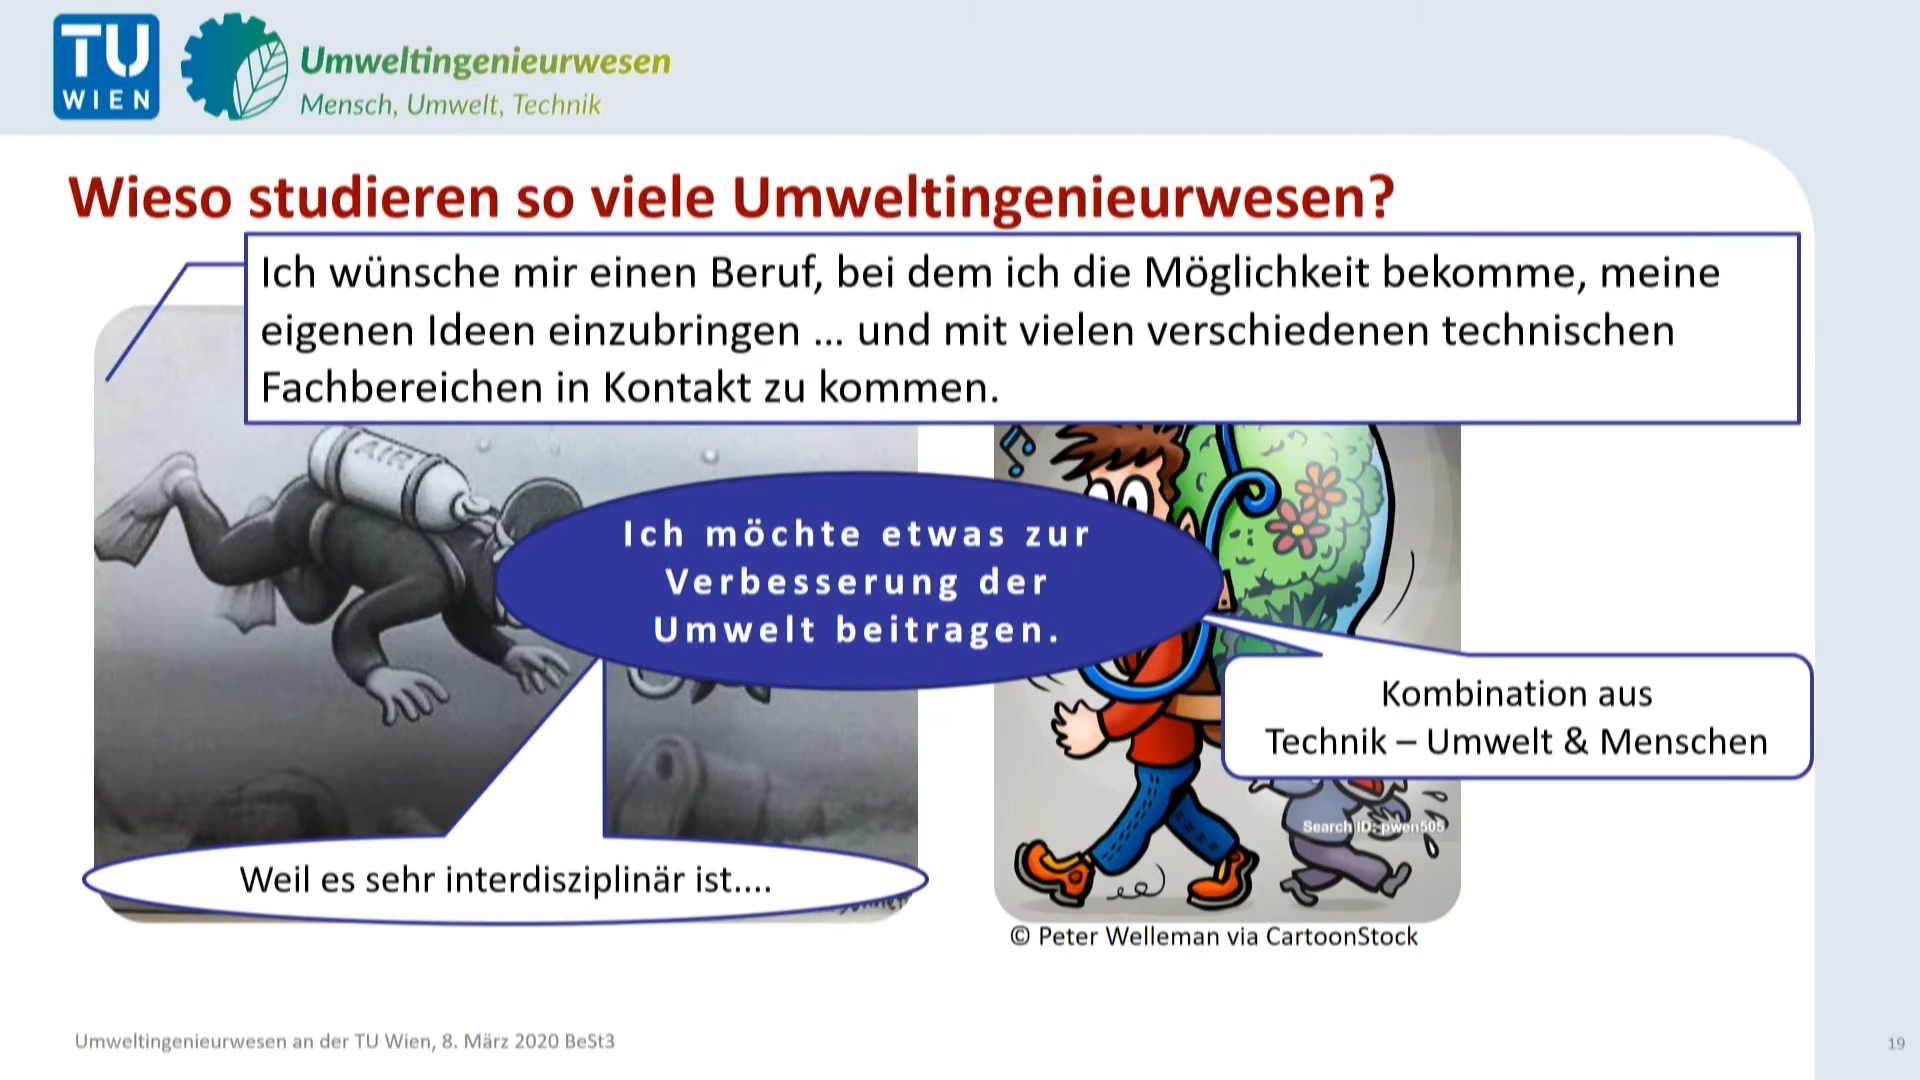 TU
WIEN
Umweltingenieurwesen
Mensch, Umwelt, Technik
Wieso studieren so viele Umweltingenieurwesen?
Ich wünsche mir einen Beruf, bei dem ich die Möglichkeit bekomme, meine
eigenen Ideen einzubringen ... und mit vielen verschiedenen technischen
Fachbereichen in Kontakt zu kommen.
AIR
Ich möchte etwas zur
Verbesserung der
Umwelt beitragen.
Kombination aus
Technik – Umwelt & Menschen
Search ID: pwen505
Weil es sehr interdisziplinär ist....
© Peter Welleman via CartoonStock
Umweltingenieurwesen an der TU Wien, 8. März 2020 BeSt3
19